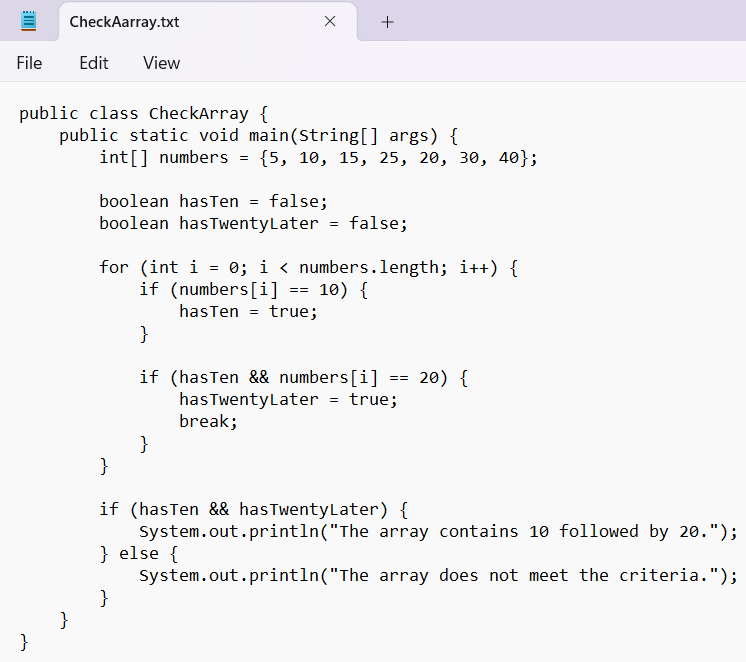 CheckAarray.txt
File Edit View
public class CheckArray {
    public static void main(String[] args) {
        int[] numbers = {5, 10, 15, 25, 20, 30, 40};
        boolean hasTen = false;
        boolean hasTwentyLater = false;
        for (int i = 0; i < numbers.length; i++) {
            if (numbers[i] == 10) {
                hasTen = true;
            }
            if (hasTen && numbers[i] == 20) {
                hasTwentyLater = true;
                break;
            }
        }
        if (hasTen && hasTwentyLater) {
            System.out.println("The array contains 10 followed by 20.");
        } else {
            System.out.println("The array does not meet the criteria.");
        }
    }
}